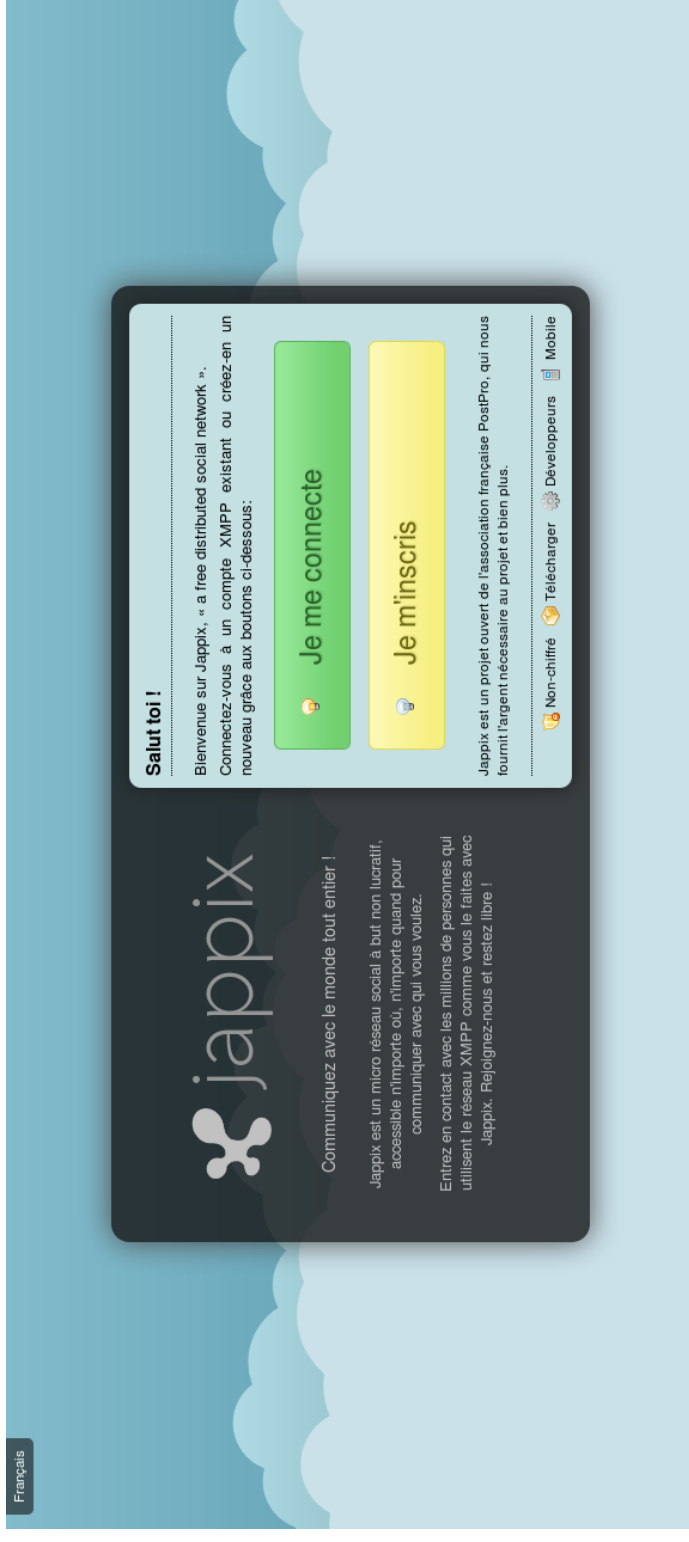 Français
jappix
Communiquez avec le monde tout entier !
Jappix est un micro réseau social à but non lucratif,
accessible n'importe où, n'importe quand pour
communiquer avec qui vous voulez.
Entrez en contact avec les millions de personnes qui
utilisent le réseau XMPP comme vous le faites avec
Jappix. Rejoignez-nous et restez libre !
Salut toi !
Bienvenue sur Jappix, « a free distributed social network ».
Connectez-vous à un compte XMPP existant ou créez-en un
nouveau grâce aux boutons ci-dessous:
Je me connecte
Je m'inscris
Jappix est un projet ouvert de l'association française PostPro, qui nous
fournit l'argent nécessaire au projet et bien plus.
Non-chiffré Télécharger Développeurs Mobile